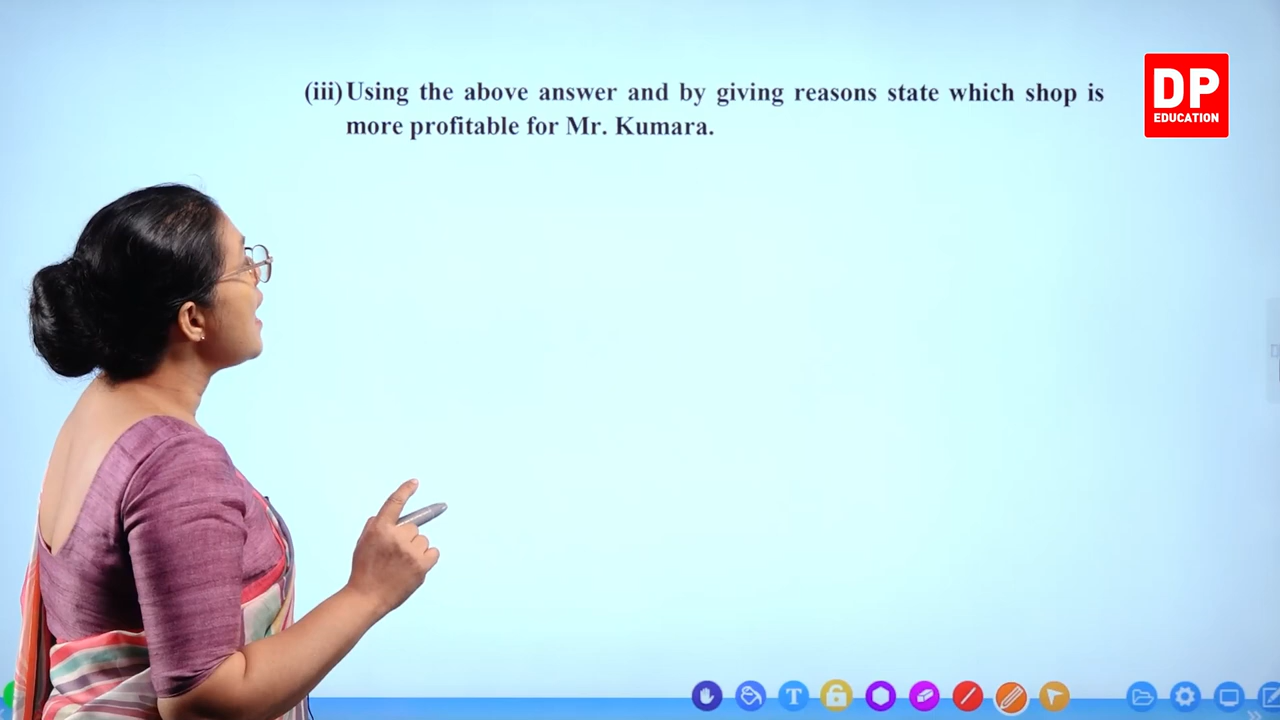 (iii) Using the above answer and by giving reasons state which shop is
more profitable for Mr. Kumara.
DP
EDUCATION
T